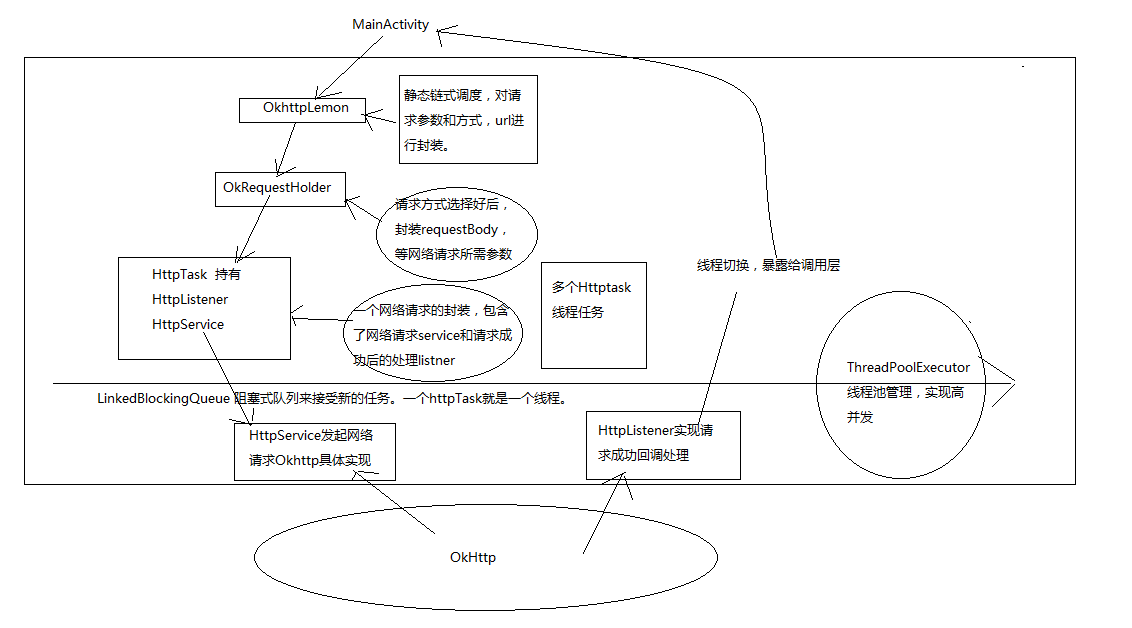 MainActivity
OkhttpLemon
静态链式调度，对请
求参数和方式，url进
行封装。
OkRequestHolder
请求方式选择好后，
封装requestBody，
等网络请求所需参数
HttpTask 持有
HttpListener
HttpService
一个网络请求的封装，包含
了网络请求service和请求成
功后的处理listner
多个Httptask
线程任务
线程切换，暴露给调用层
ThreadPoolExecutor
线程池管理，实现高
并发
LinkedBlockingQueue 阻塞式队列来接受新的任务。一个httpTask就是一个线程。
HttpService发起网络
请求Okhttp具体实现
HttpListener实现请
求成功回调处理
OkHttp